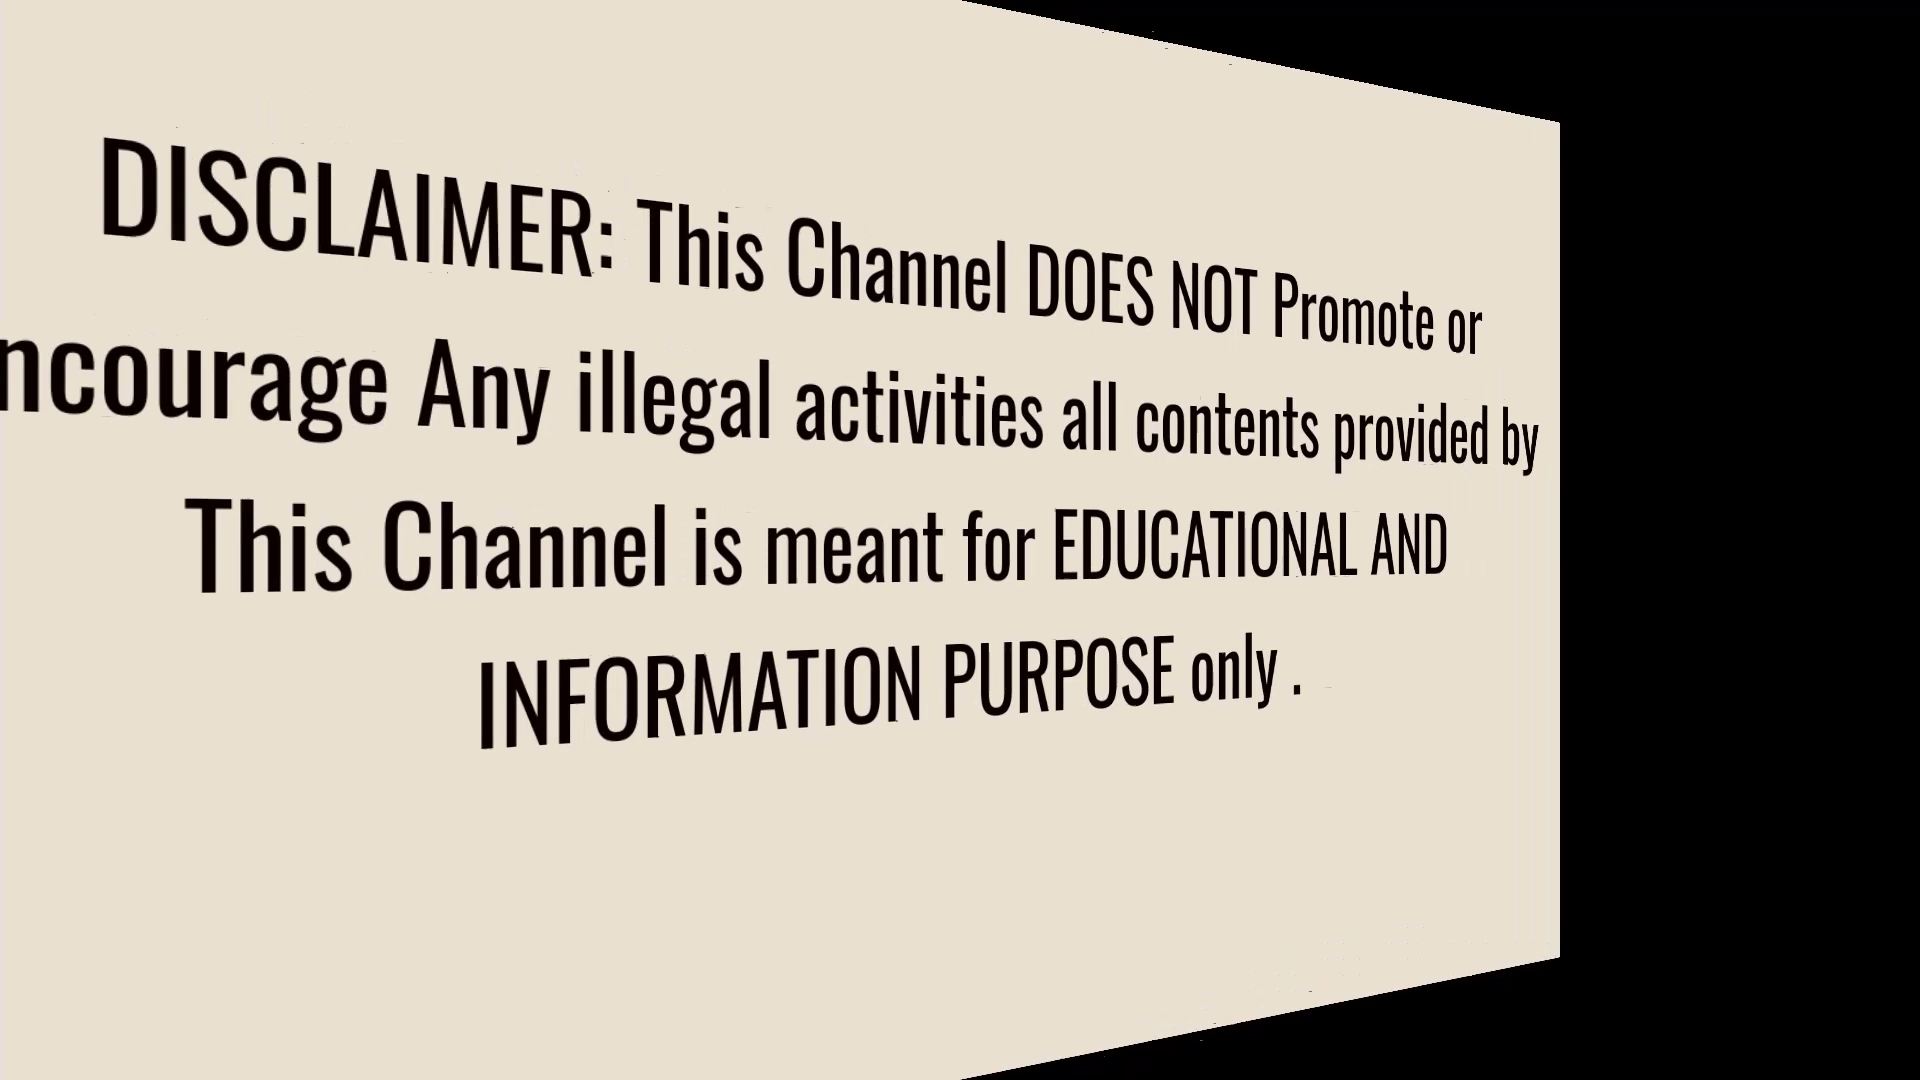 DISCLAIMER: This Channel DOES NOT Promote or
ncourage Any illegal activities all contents provided by
This Channel is meant for EDUCATIONAL AND
INFORMATION PURPOSE only .